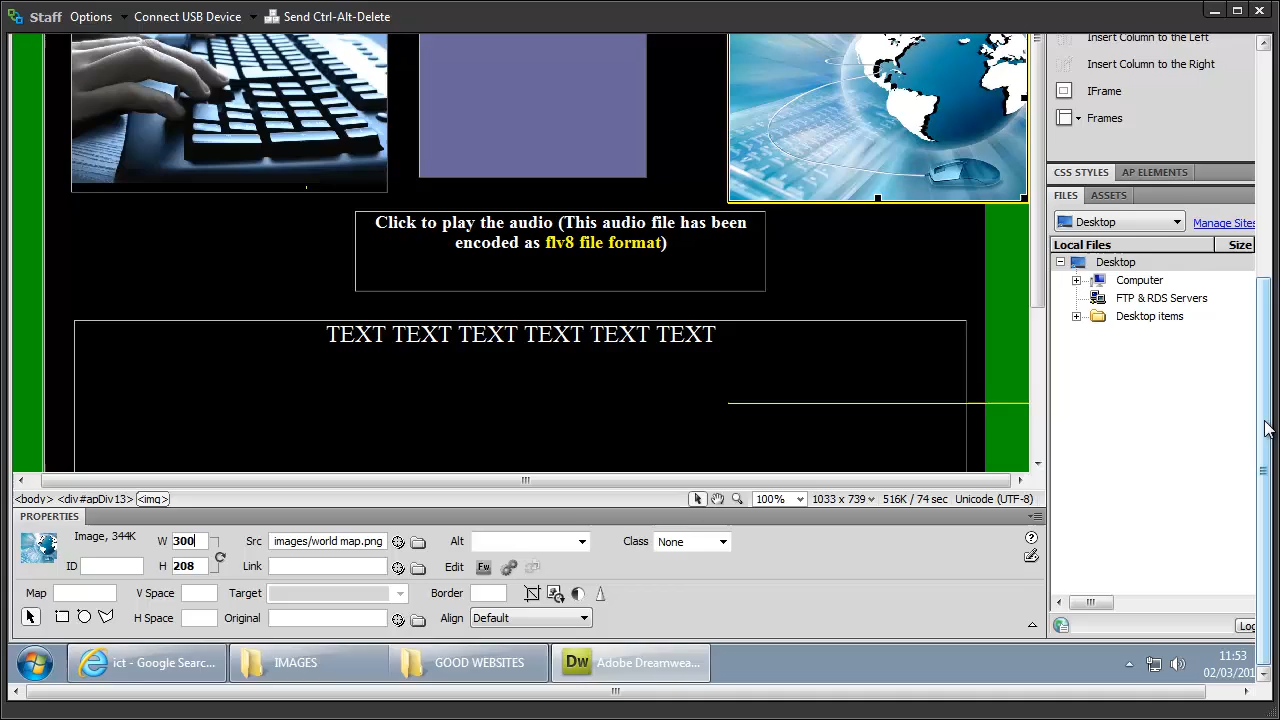 Staff Options Connect USB Device Send Ctrl-Alt-Delete
Insert Column to the Left
Insert Column to the Right
IFrame
Frames
CSS STYLES AP ELEMENTS
FILES ASSETS
Desktop Manage Sites
Local Files Size
Desktop
Computer
FTP & RDS Servers
Desktop items
Click to play the audio (This audio file has been
encoded as flv8 file format)
TEXT TEXT TEXT TEXT TEXT TEXT
<body> <div#apDiv13> <img> 100% 1033 x 739 516K / 74 sec Unicode (UTF-8)
PROPERTIES
Image, 344K W 300 Src images/world map.png Alt Class None
ID H 208 Link Edit Fw
Map V Space Target Border
H Space Original Align Default
Log
ict - Google Searc... IMAGES GOOD WEBSITES Dw Adobe Dreamwea... 11:53
02/03/201